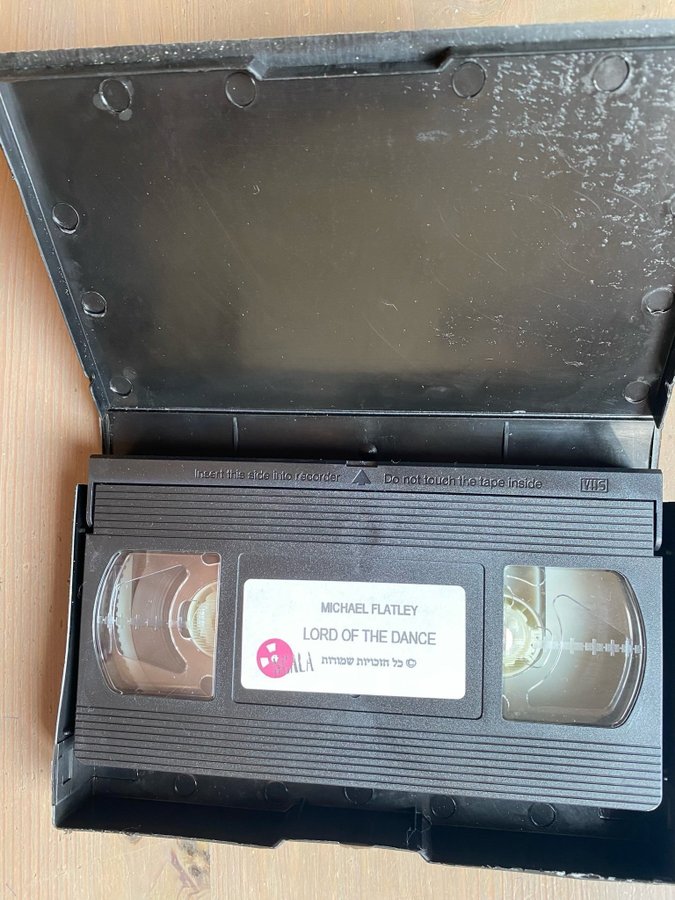 Insert this side into recorder Do not touch the tape inside VHS
MICHAEL FLATLEY
LORD OF THE DANCE
© כל הזכויות שמורות